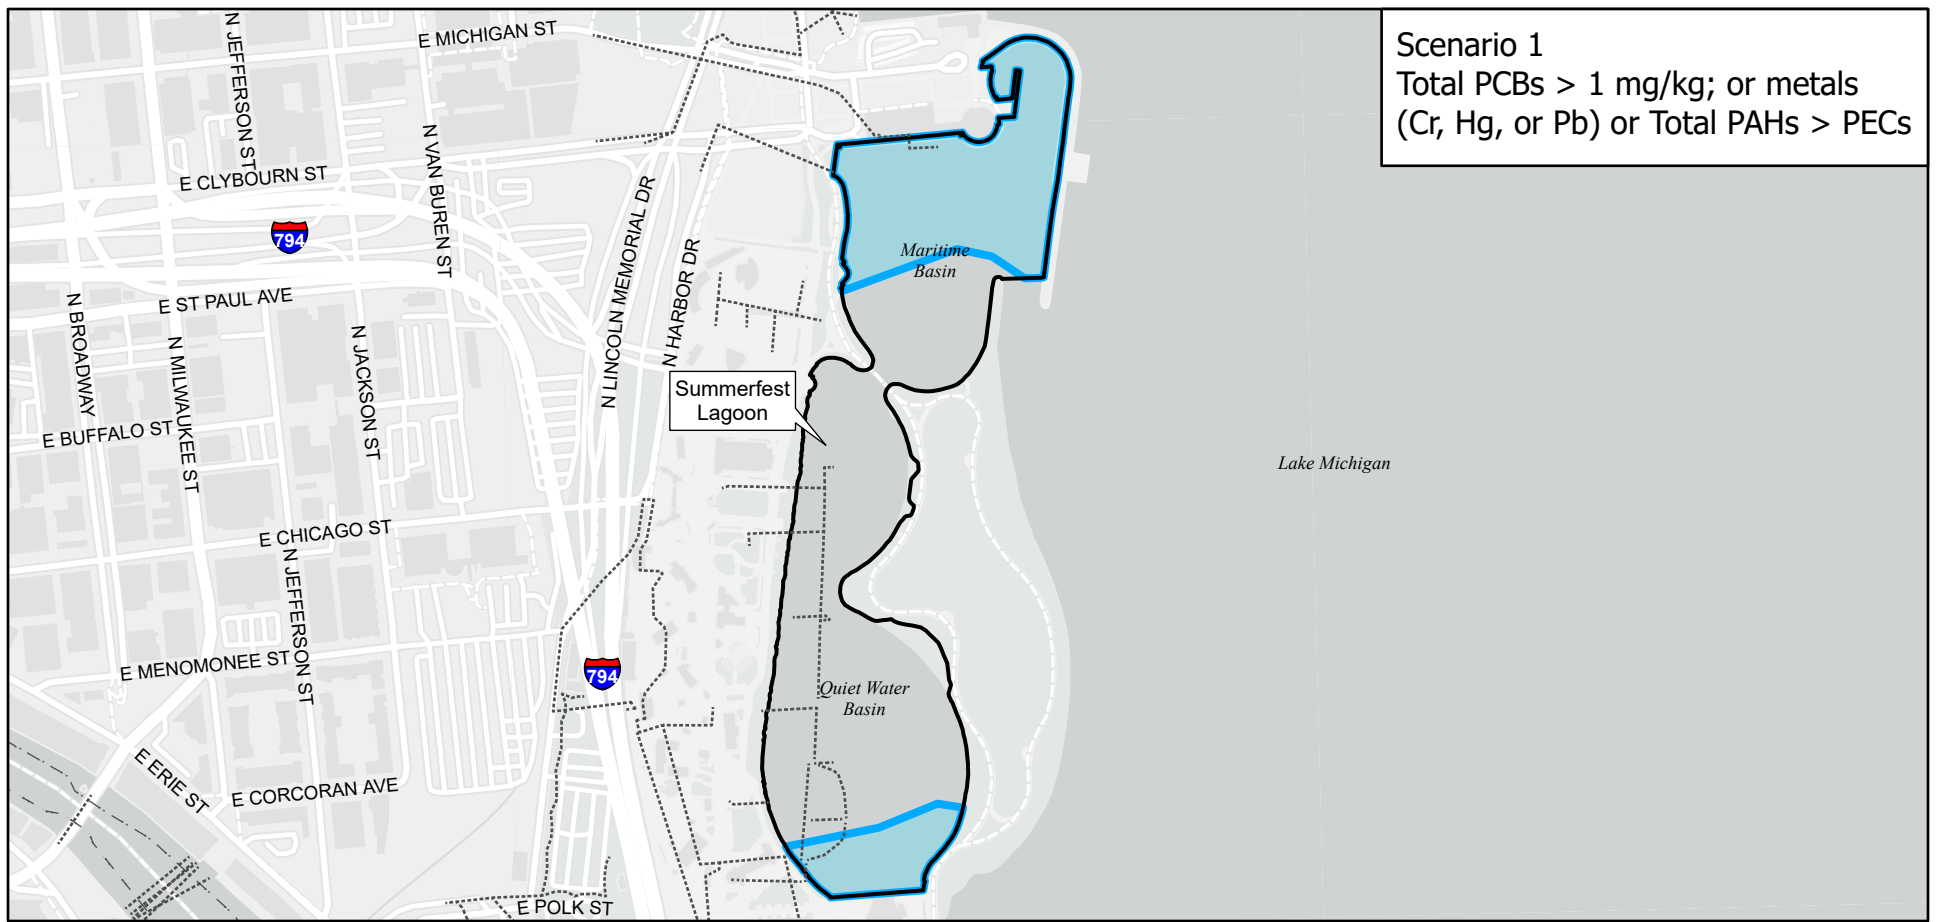 Scenario 1
Total PCBs > 1 mg/kg; or metals
(Cr, Hg, or Pb) or Total PAHs > PECs
E MICHIGAN ST
N JEFFERSON ST
N VAN BUREN ST
E CLYBOURN ST
794
N LINCOLN MEMORIAL DR
N HARBOR DR
Maritime
Basin
E ST PAUL AVE
N BROADWAY
N MILWAUKEE ST
N JACKSON ST
Summerfest
Lagoon
E BUFFALO ST
Lake Michigan
E CHICAGO ST
N JEFFERSON ST
E MENOMONEE ST
794
Quiet Water
Basin
E ERIE ST
E CORCORAN AVE
E POLK ST